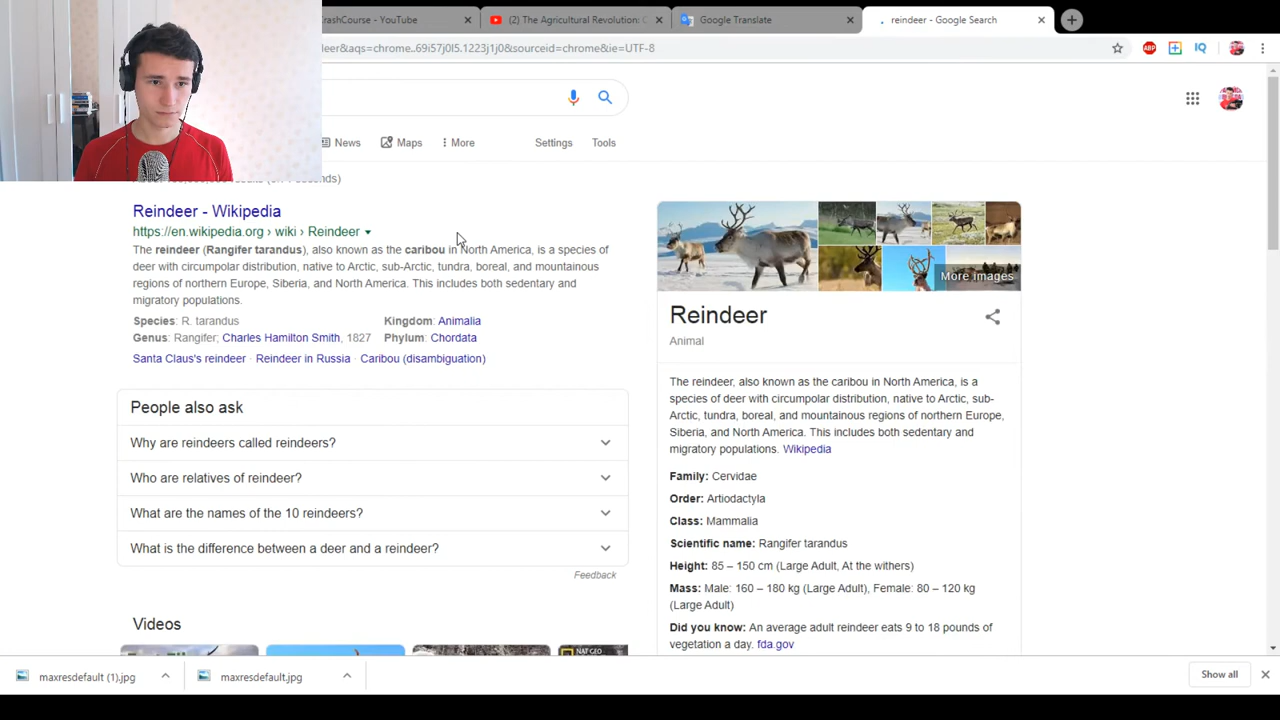 CrashCourse - YouTube
(2) The Agricultural Revolution: C
Google Translate
reindeer - Google Search
deer&aqs=chrome..69i57j0l5.1223j1j0&sourceid=chrome&ie=UTF-8
ABP
IQ
News
Maps
More
Settings
Tools
Reindeer - Wikipedia
https://en.wikipedia.org › wiki › Reindeer
The reindeer (Rangifer tarandus), also known as the caribou in North America, is a species of
deer with circumpolar distribution, native to Arctic, sub-Arctic, tundra, boreal, and mountainous
regions of northern Europe, Siberia, and North America. This includes both sedentary and
migratory populations.
Species: R. tarandus
Kingdom: Animalia
Genus: Rangifer; Charles Hamilton Smith, 1827
Phylum: Chordata
Santa Claus's reindeer · Reindeer in Russia · Caribou (disambiguation)
People also ask
Why are reindeers called reindeers?
Who are relatives of reindeer?
What are the names of the 10 reindeers?
What is the difference between a deer and a reindeer?
Feedback
Videos
NAT GEO
More images
Reindeer
Animal
The reindeer, also known as the caribou in North America, is a
species of deer with circumpolar distribution, native to Arctic, sub-
Arctic, tundra, boreal, and mountainous regions of northern Europe,
Siberia, and North America. This includes both sedentary and
migratory populations. Wikipedia
Family: Cervidae
Order: Artiodactyla
Class: Mammalia
Scientific name: Rangifer tarandus
Height: 85 – 150 cm (Large Adult, At the withers)
Mass: Male: 160 – 180 kg (Large Adult), Female: 80 – 120 kg
(Large Adult)
Did you know: An average adult reindeer eats 9 to 18 pounds of
vegetation a day. fda.gov
maxresdefault (1).jpg
maxresdefault.jpg
Show all